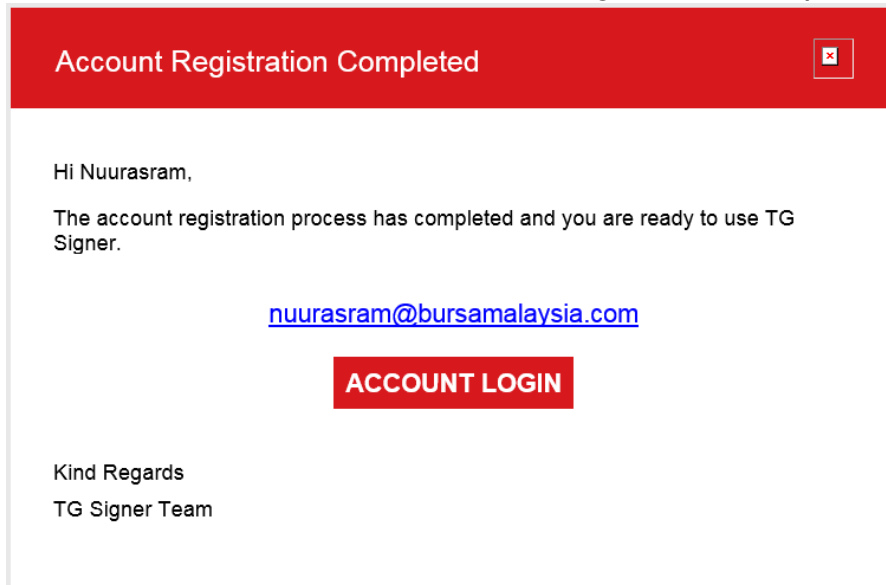 Account Registration Completed
Hi Nuurasram,
The account registration process has completed and you are ready to use TG
Signer.
nuurasram@bursamalaysia.com
ACCOUNT LOGIN
Kind Regards
TG Signer Team